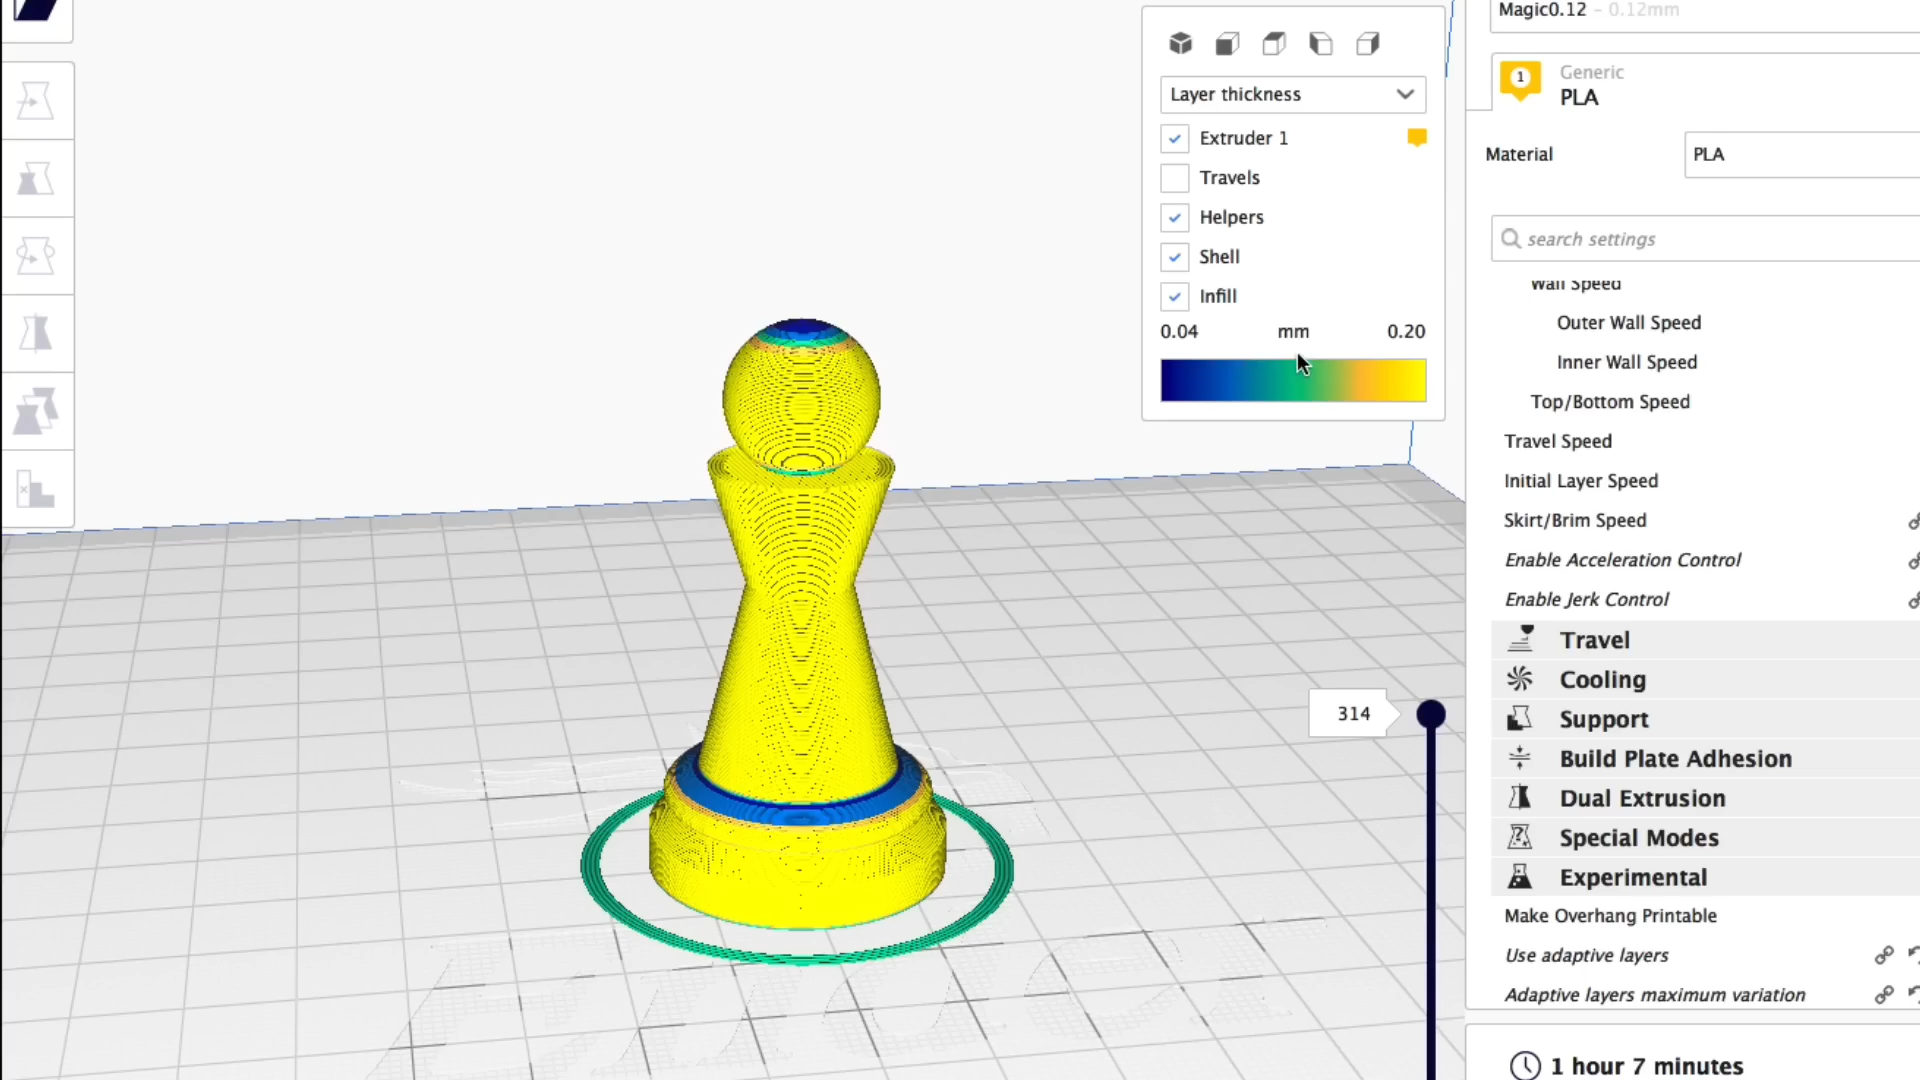 Magic0.12 - 0.12mm
1
Generic
PLA
Material
PLA
search settings
Layer thickness
Extruder 1
Travels
Helpers
Shell
Infill
0.04 mm 0.20
Wall Speed
Outer Wall Speed
Inner Wall Speed
Top/Bottom Speed
Travel Speed
Initial Layer Speed
Skirt/Brim Speed
Enable Acceleration Control
Enable Jerk Control
Travel
Cooling
Support
Build Plate Adhesion
Dual Extrusion
Special Modes
Experimental
Make Overhang Printable
Use adaptive layers
Adaptive layers maximum variation
314
1 hour 7 minutes